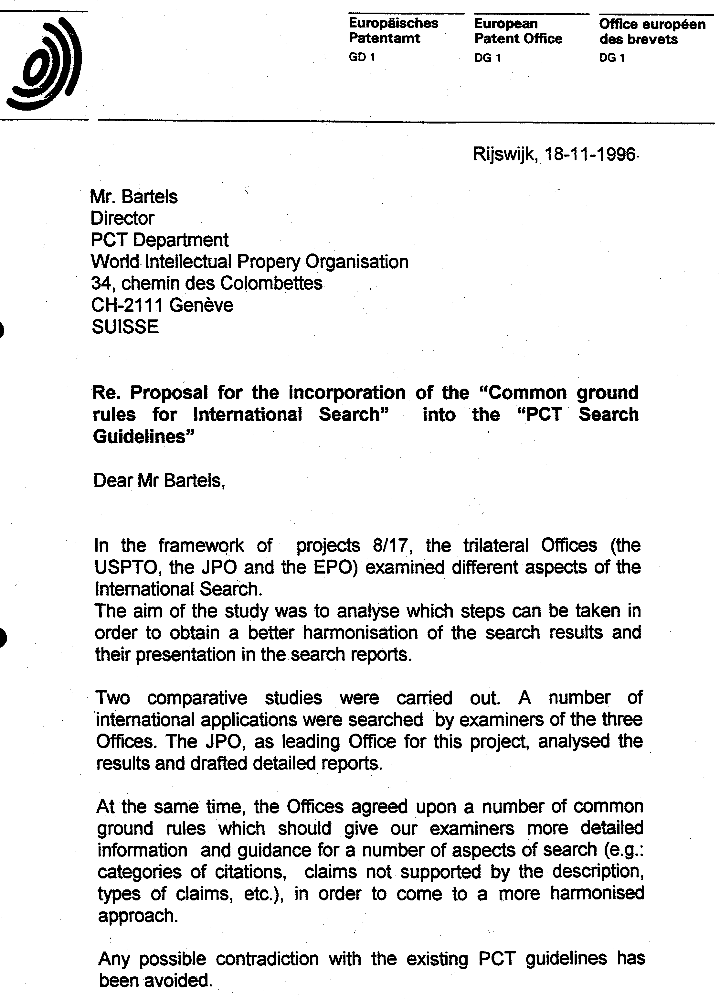 Europäisches
Patentamt
GD 1
European
Patent Office
DG 1
Office européen
des brevets
DG 1
Rijswijk, 18-11-1996
Mr. Bartels
Director
PCT Department
World Intellectual Propery Organisation
34, chemin des Colombettes
CH-2111 Genève
SUISSE
Re. Proposal for the incorporation of the “Common ground
rules for International Search” into the “PCT Search
Guidelines”
Dear Mr Bartels,
In the framework of projects 8/17, the trilateral Offices (the
USPTO, the JPO and the EPO) examined different aspects of the
International Search.
The aim of the study was to analyse which steps can be taken in
order to obtain a better harmonisation of the search results and
their presentation in the search reports.
Two comparative studies were carried out. A number of
international applications were searched by examiners of the three
Offices. The JPO, as leading Office for this project, analysed the
results and drafted detailed reports.
At the same time, the Offices agreed upon a number of common
ground rules which should give our examiners more detailed
information and guidance for a number of aspects of search (e.g.:
categories of citations, claims not supported by the description,
types of claims, etc.), in order to come to a more harmonised
approach.
Any possible contradiction with the existing PCT guidelines has
been avoided.